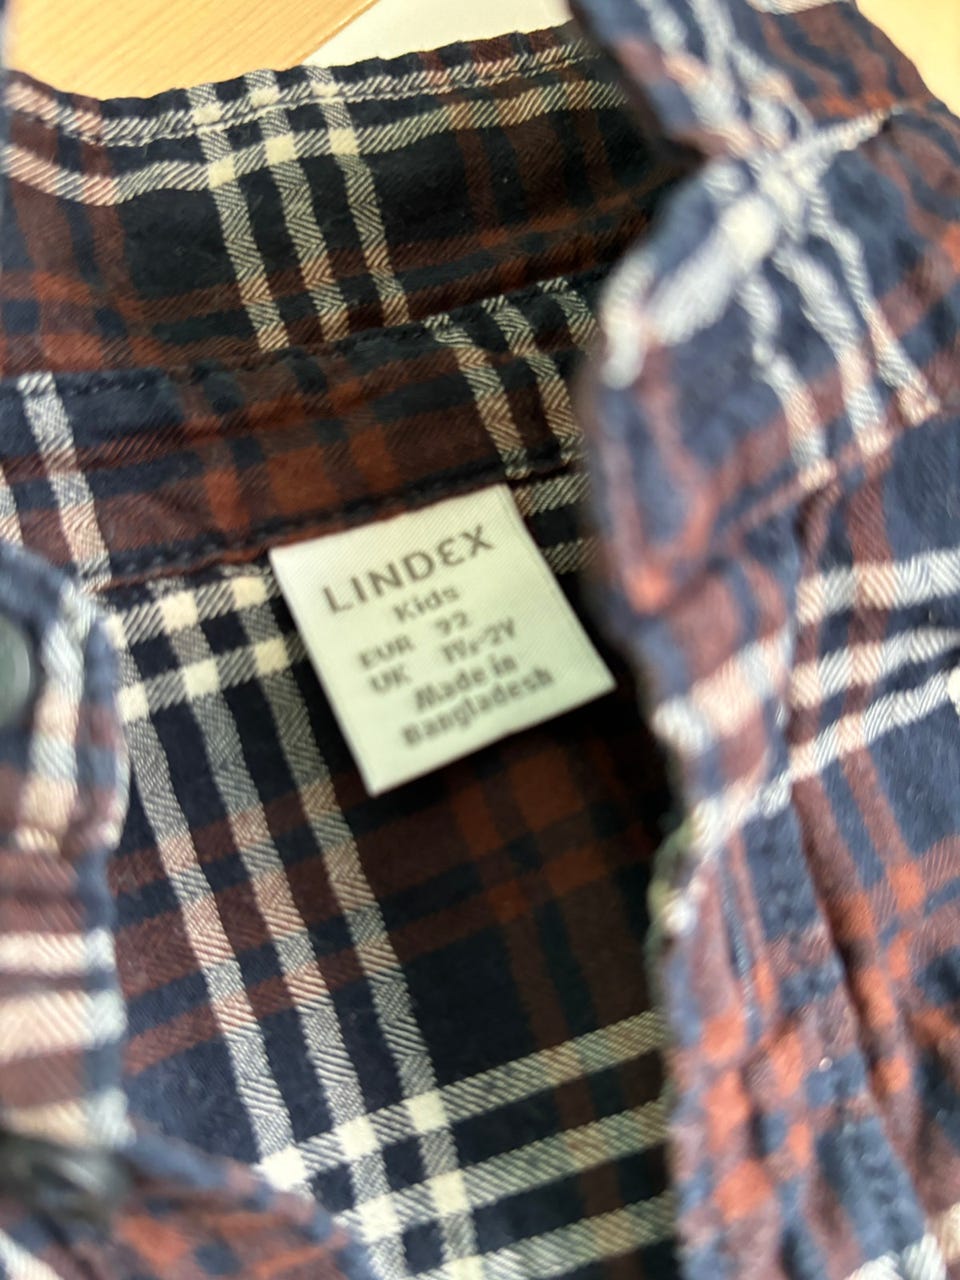 LINDEX
Kids
EUR 92
UK 1½-2Y
Made in
Bangladesh